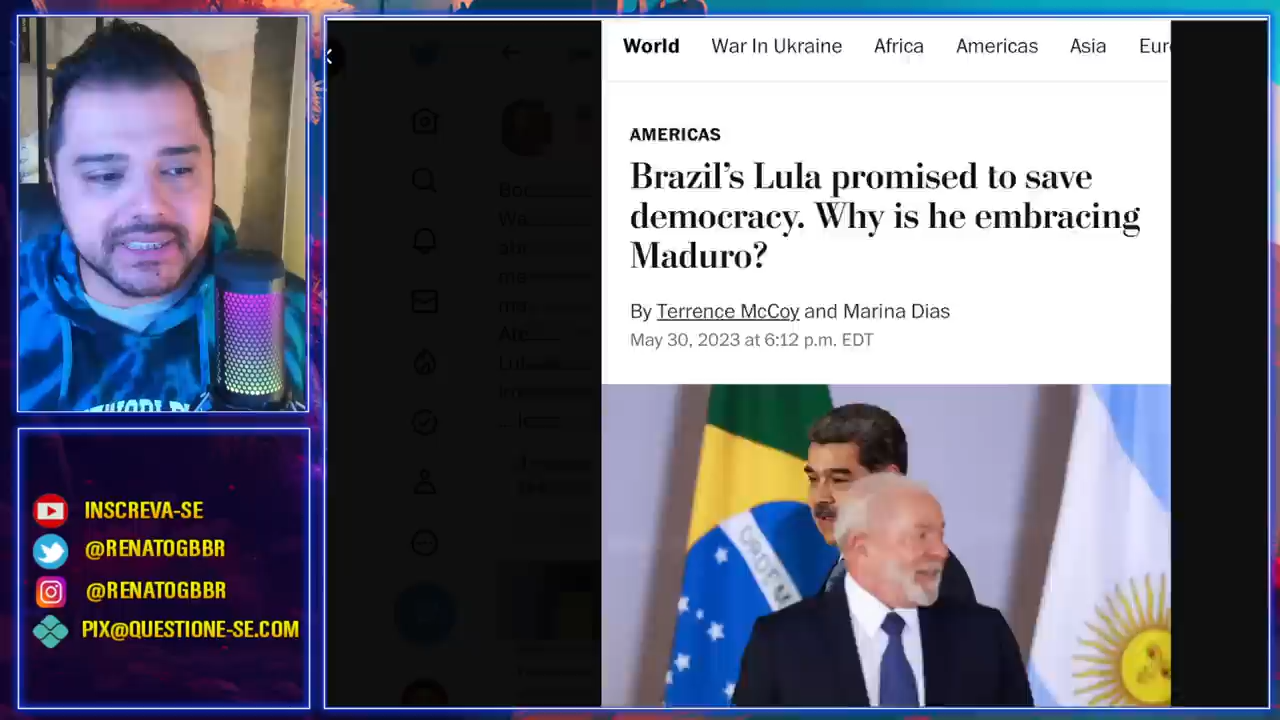 World War In Ukraine Africa Americas Asia
AMERICAS
Brazil’s Lula promised to save
democracy. Why is he embracing
Maduro?
By Terrence McCoy and Marina Dias
May 30, 2023 at 6:12 p.m. EDT
ORDEM
INSCREVA-SE
@RENATOGBBR
@RENATOGBBR
PIX@QUESTIONE-SE.COM